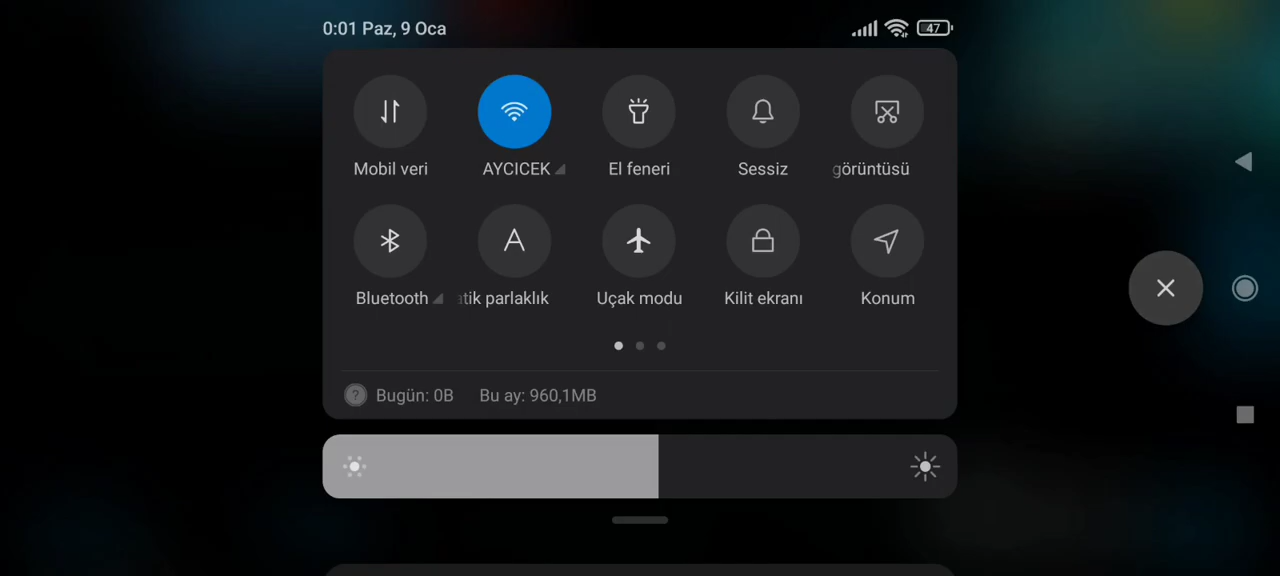 0:01 Paz, 9 Oca
47
Mobil veri
AYCICEK
El feneri
Sessiz
görüntüsü
Bluetooth
A
tik parlaklık
Uçak modu
Kilit ekranı
Konum
? Bugün: 0B Bu ay: 960,1MB